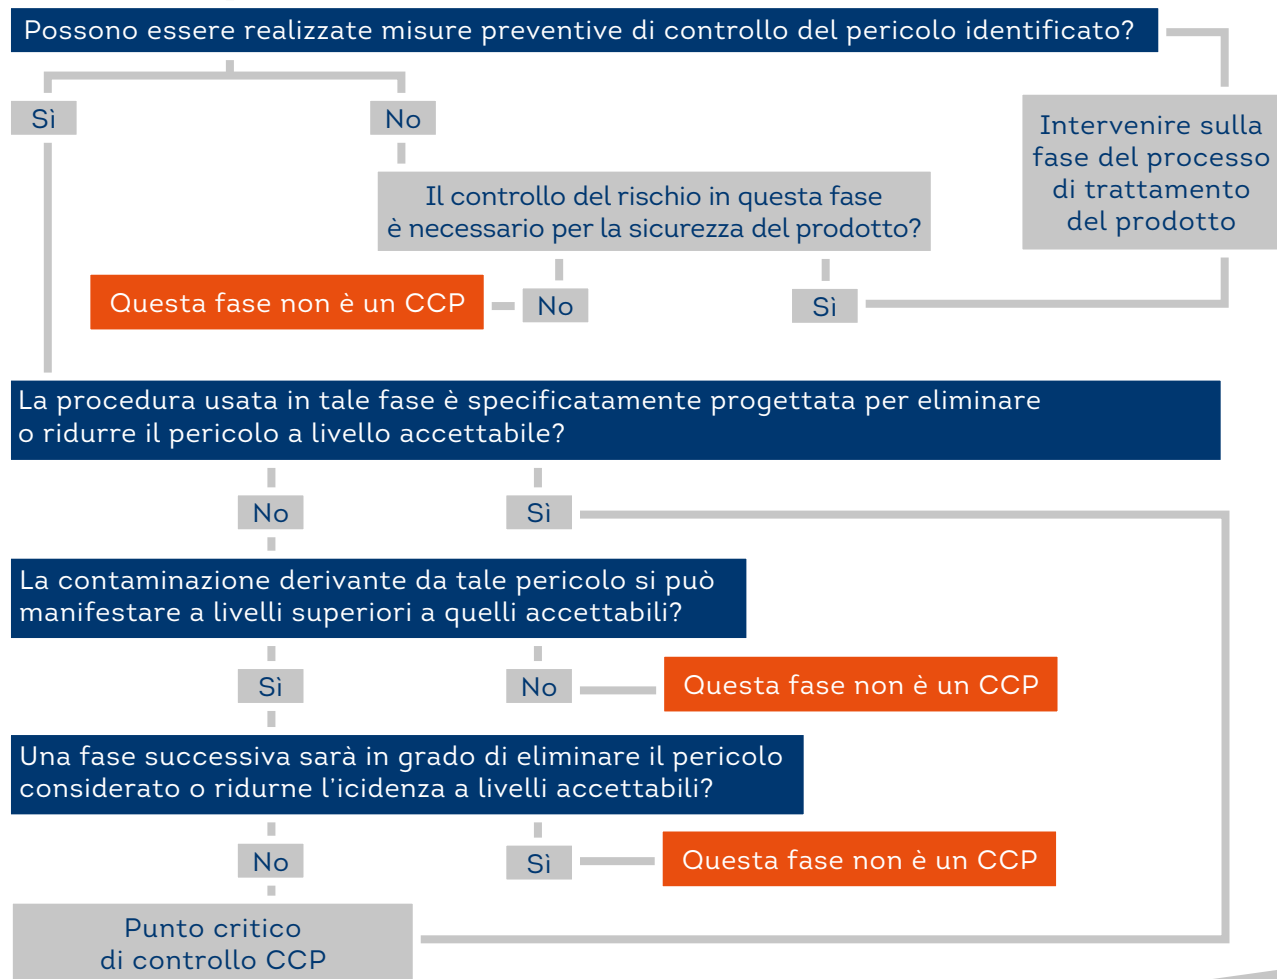 Possono essere realizzate misure preventive di controllo del pericolo identificato?
Sì
No
Intervenire sulla
fase del processo
di trattamento
del prodotto
Il controllo del rischio in questa fase
è necessario per la sicurezza del prodotto?
Questa fase non è un CCP
No
Sì
La procedura usata in tale fase è specificatamente progettata per eliminare
o ridurre il pericolo a livello accettabile?
No
Sì
La contaminazione derivante da tale pericolo si può
manifestare a livelli superiori a quelli accettabili?
Sì
No
Questa fase non è un CCP
Una fase successiva sarà in grado di eliminare il pericolo
considerato o ridurne l'icidenza a livelli accettabili?
No
Sì
Questa fase non è un CCP
Punto critico
di controllo CCP